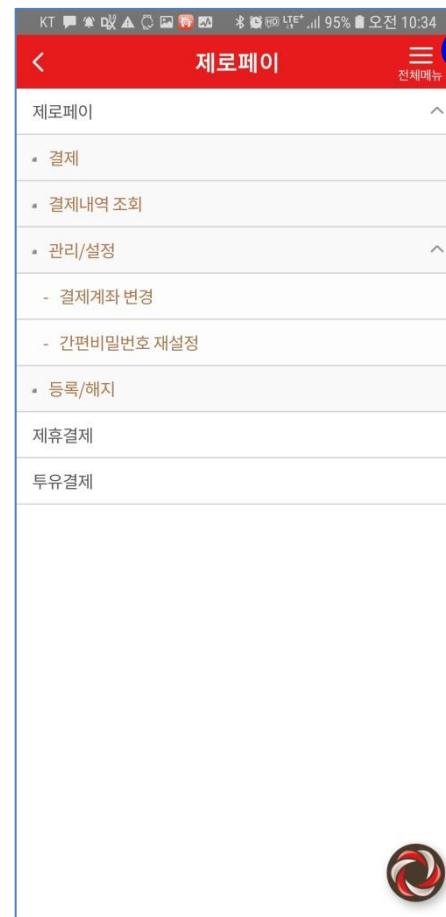 KT LTE+ 95% 오전 10:34
제로페이
전체메뉴
제로페이
결제
결제내역 조회
관리/설정
- 결제계좌 변경
- 간편비밀번호 재설정
등록/해지
제휴결제
투유결제